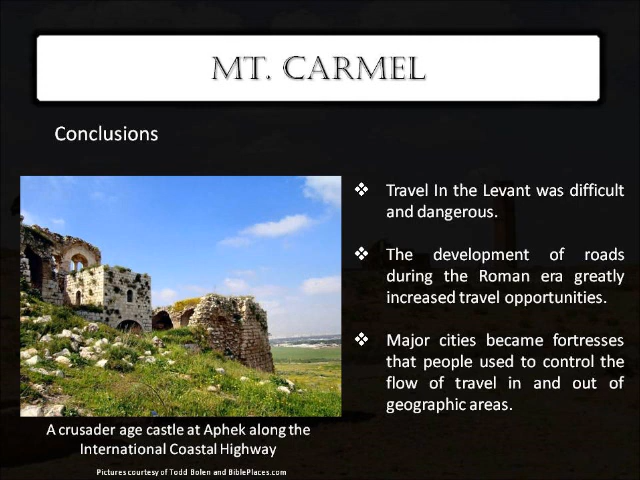 MT. CARMEL
Conclusions
❖ Travel In the Levant was difficult
and dangerous.
❖ The development of roads
during the Roman era greatly
increased travel opportunities.
❖ Major cities became fortresses
that people used to control the
flow of travel in and out of
geographic areas.
A crusader age castle at Aphek along the
International Coastal Highway
Pictures courtesy of Todd Bolen and BiblePlaces.com